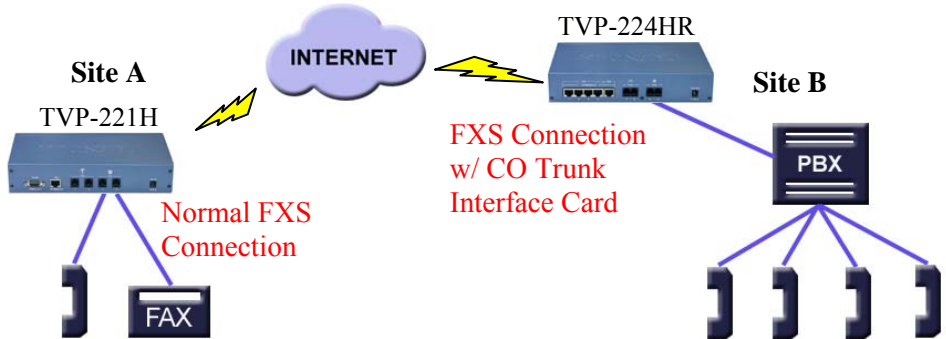 INTERNET
TVP-224HR
Site A
Site B
TVP-221H
FXS Connection
w/ CO Trunk
Interface Card
PBX
Normal FXS
Connection
FAX